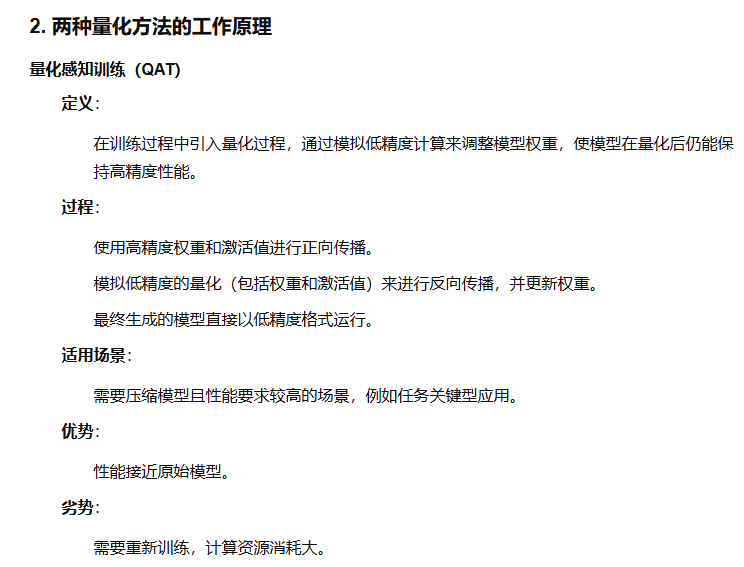 2. 两种量化方法的工作原理
量化感知训练（QAT)
定义：
在训练过程中引入量化过程，通过模拟低精度计算来调整模型权重，使模型在量化后仍能保
持高精度性能。
过程：
使用高精度权重和激活值进行正向传播。
模拟低精度的量化（包括权重和激活值）来进行反向传播，并更新权重。
最终生成的模型直接以低精度格式运行。
适用场景：
需要压缩模型且性能要求较高的场景，例如任务关键型应用。
优势：
性能接近原始模型。
劣势：
需要重新训练，计算资源消耗大。